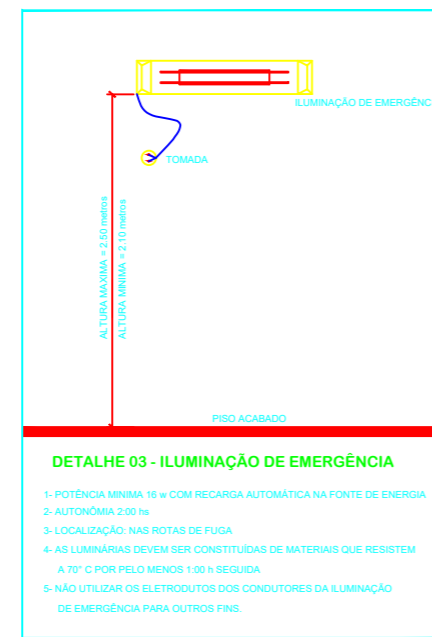 ILUMINAÇÃO DE EMERGÊNC
TOMADA
ALTURA MAXIMA = 2.50 metros
ALTURA MINIMA = 2.10 metros
PISO ACABADO
DETALHE 03 - ILUMINAÇÃO DE EMERGÊNCIA
1- POTÊNCIA MINIMA 16 w COM RECARGA AUTOMÁTICA NA FONTE DE ENERGIA
2- AUTONÔMIA 2:00 hs
3- LOCALIZAÇÃO: NAS ROTAS DE FUGA
4- AS LUMINÁRIAS DEVEM SER CONSTITUÍDAS DE MATERIAIS QUE RESISTEM
A 70° C POR PELO MENOS 1:00 h SEGUIDA
5- NÃO UTILIZAR OS ELETRODUTOS DOS CONDUTORES DA ILUMINAÇÃO
DE EMERGÊNCIA PARA OUTROS FINS.